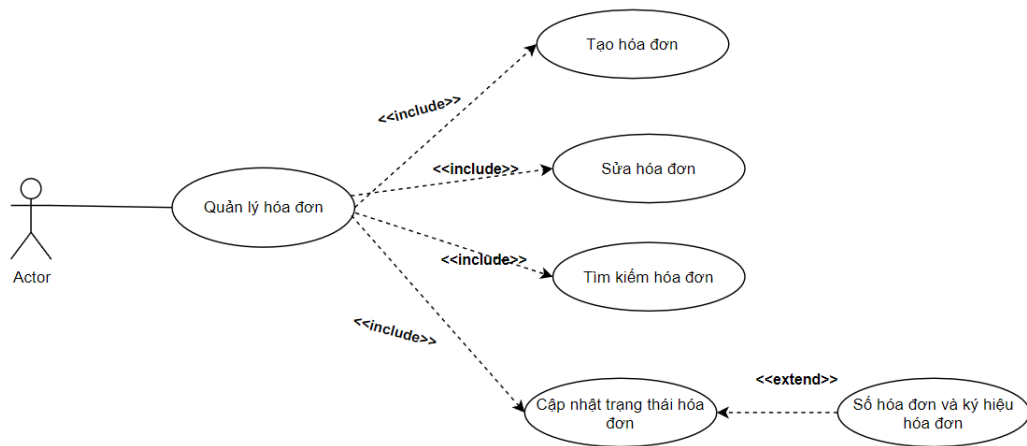 Tạo hóa đơn
<<include>>
<<include>>
Sửa hóa đơn
Quản lý hóa đơn
Actor
<<include>>
Tìm kiếm hóa đơn
<<include>>
<<extend>>
Cập nhật trạng thái hóa
đơn
Số hóa đơn và ký hiệu
hóa đơn